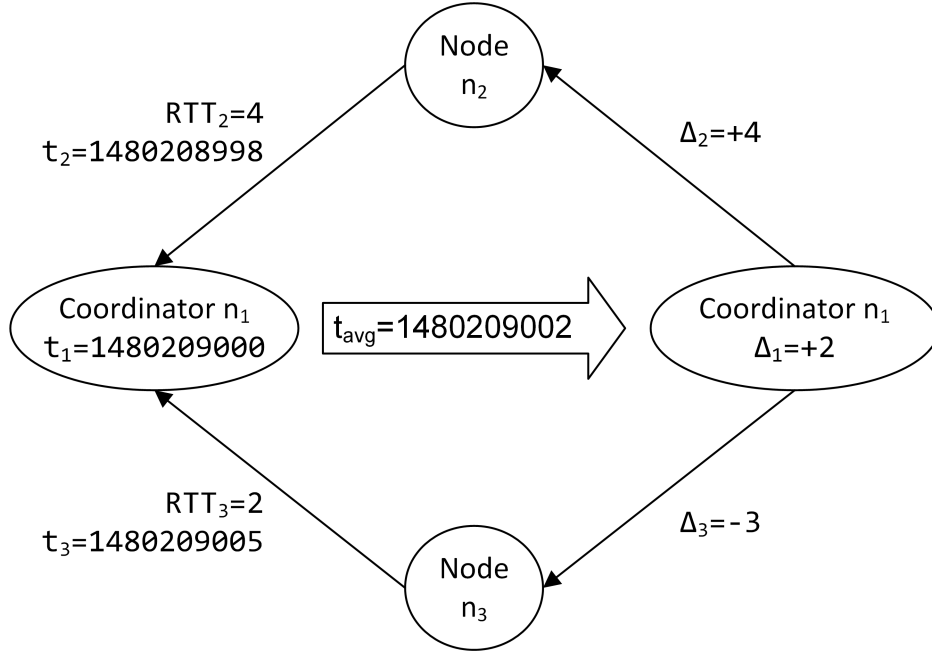 Node
n₂
RTT₂=4
t₂=1480208998
Δ₂=+4
Coordinator n₁
t₁=1480209000
t_avg=1480209002
Coordinator n₁
Δ₁=+2
RTT₃=2
t₃=1480209005
Δ₃=-3
Node
n₃